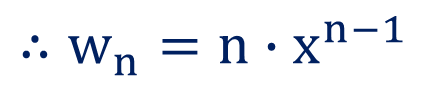 ∴ wₙ = n · xⁿ⁻¹